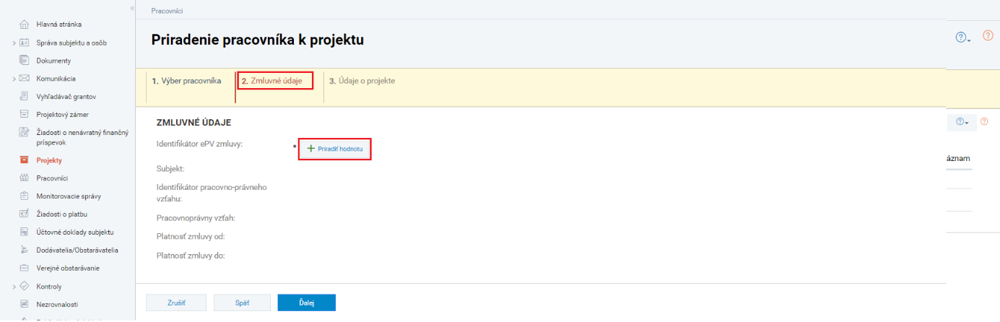 Pracovníci
Priradenie pracovníka k projektu
1. Výber pracovníka
2. Zmluvné údaje
3. Údaje o projekte
Hlavná stránka
Správa subjektu a osôb
Dokumenty
Komunikácia
Vyhľadávač grantov
Projektový zámer
Žiadosti o nenávratný finančný
príspevok
Projekty
Pracovníci
Monitorovacie správy
Žiadosti o platbu
Účtovné doklady subjektu
Dodávatelia/Obstarávatelia
Verejné obstarávanie
Kontroly
Nezrovnalosti
ZMLUVNÉ ÚDAJE
Identifikátor ePV zmluvy:
Priradiť hodnotu
Subjekt:
Identifikátor pracovno-právneho
vzťahu:
Pracovnoprávny vzťah:
Platnosť zmluvy od:
Platnosť zmluvy do:
Zrušiť
Späť
Ďalej
áznam